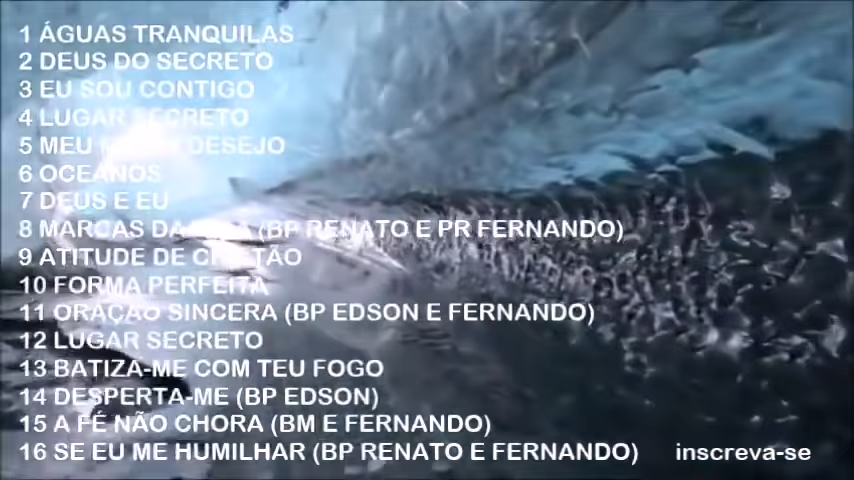 1 ÁGUAS TRANQUILAS
2 DEUS DO SECRETO
3 EU SOU CONTIGO
4 LUGAR SECRETO
5 MEU DESEJO
6 OCEANOS
7 DEUS E EU
8 MARCAS (BP RENATO E PR FERNANDO)
9 ATITUDE DE CRISTÃO
10 FORMA PERFEITA
11 ORAÇÃO SINCERA (BP EDSON E FERNANDO)
12 LUGAR SECRETO
13 BATIZA-ME COM TEU FOGO
14 DESPERTA-ME (BP EDSON)
15 A FÉ NÃO CHORA (BM E FERNANDO)
16 SE EU ME HUMILHAR (BP RENATO E FERNANDO) inscreva-se